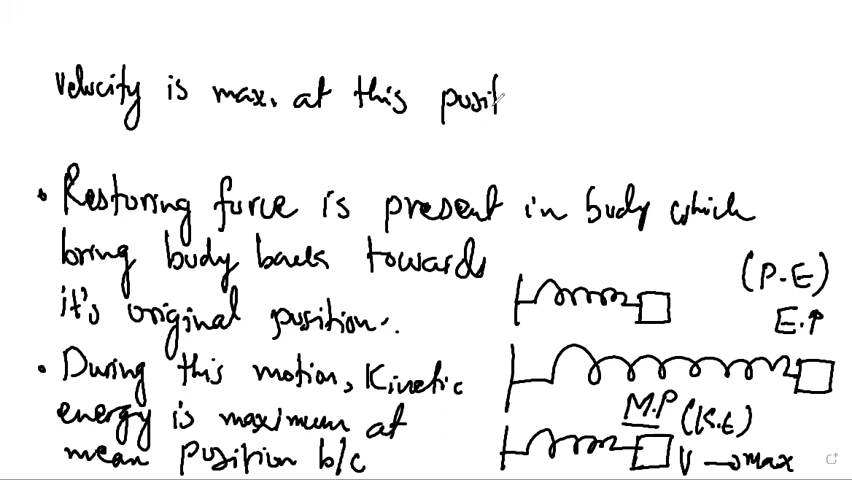 velocity is max. at this posit
• Restoring force is present in body which
bring body back towards
it's original position.
• During this motion, Kinetic
energy is maximum at
mean position b/c
(P.E)
E.P
M.P (K.E)
V → max